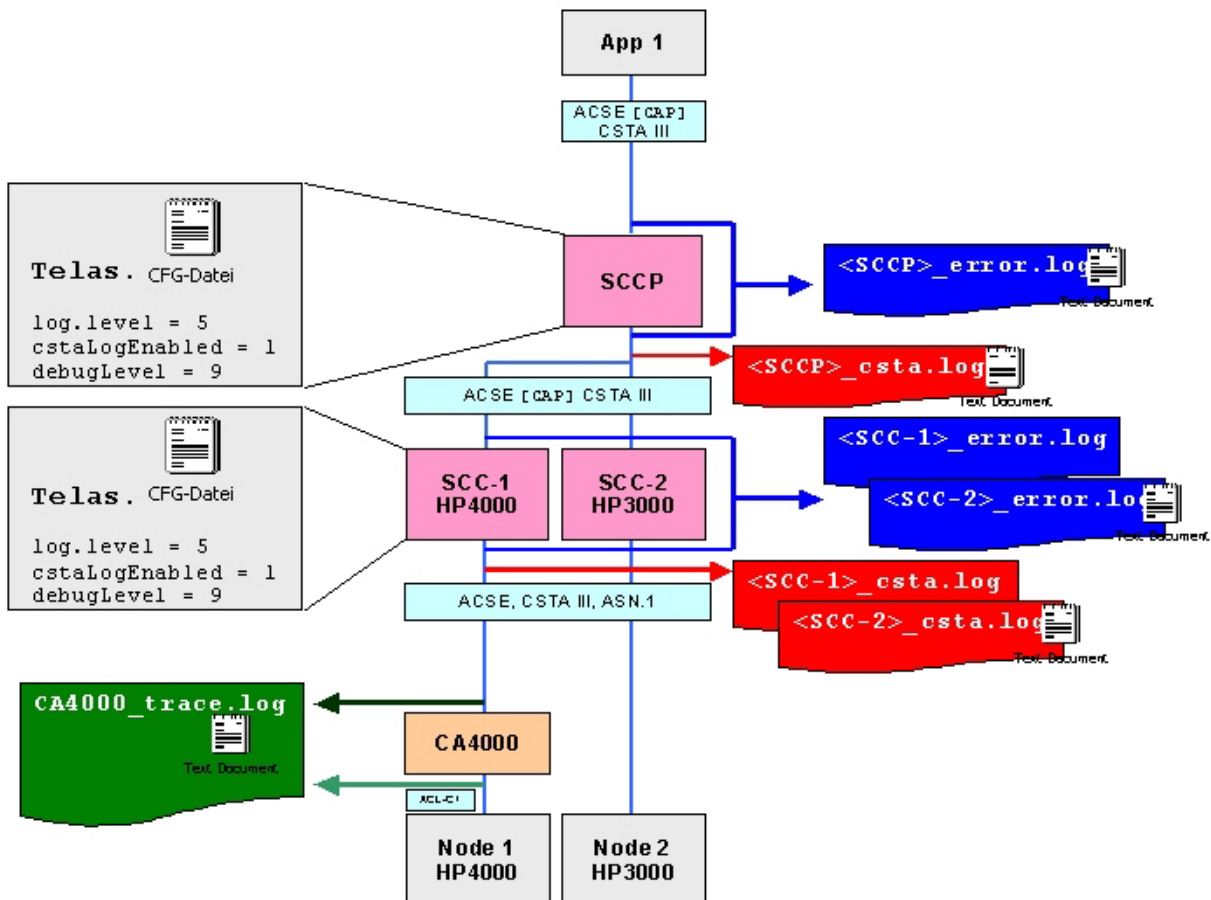 App 1
ACSE [CAP]
CSTA III
Telas. CFG-Datei
log.level = 5
cstaLogEnabled = 1
debugLevel = 9
SCCP
<SCCP>_error.log
Text Document
<SCCP>_csta.log
Text Document
ACSE [CAP] CSTA III
Telas. CFG-Datei
log.level = 5
cstaLogEnabled = 1
debugLevel = 9
SCC-1
HP4000
SCC-2
HP3000
<SCC-1>_error.log
<SCC-2>_error.log
Text Document
ACSE, CSTA III, ASN.1
<SCC-1>_csta.log
<SCC-2>_csta.log
Text Document
CA4000_trace.log
Text Document
CA4000
Node 1
HP4000
Node 2
HP3000